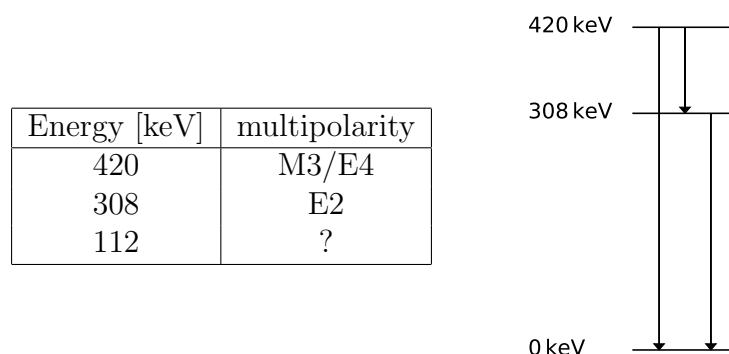 Energy [keV] multipolarity
420 M3/E4
308 E2
112 ?
420 keV
308 keV
0 keV